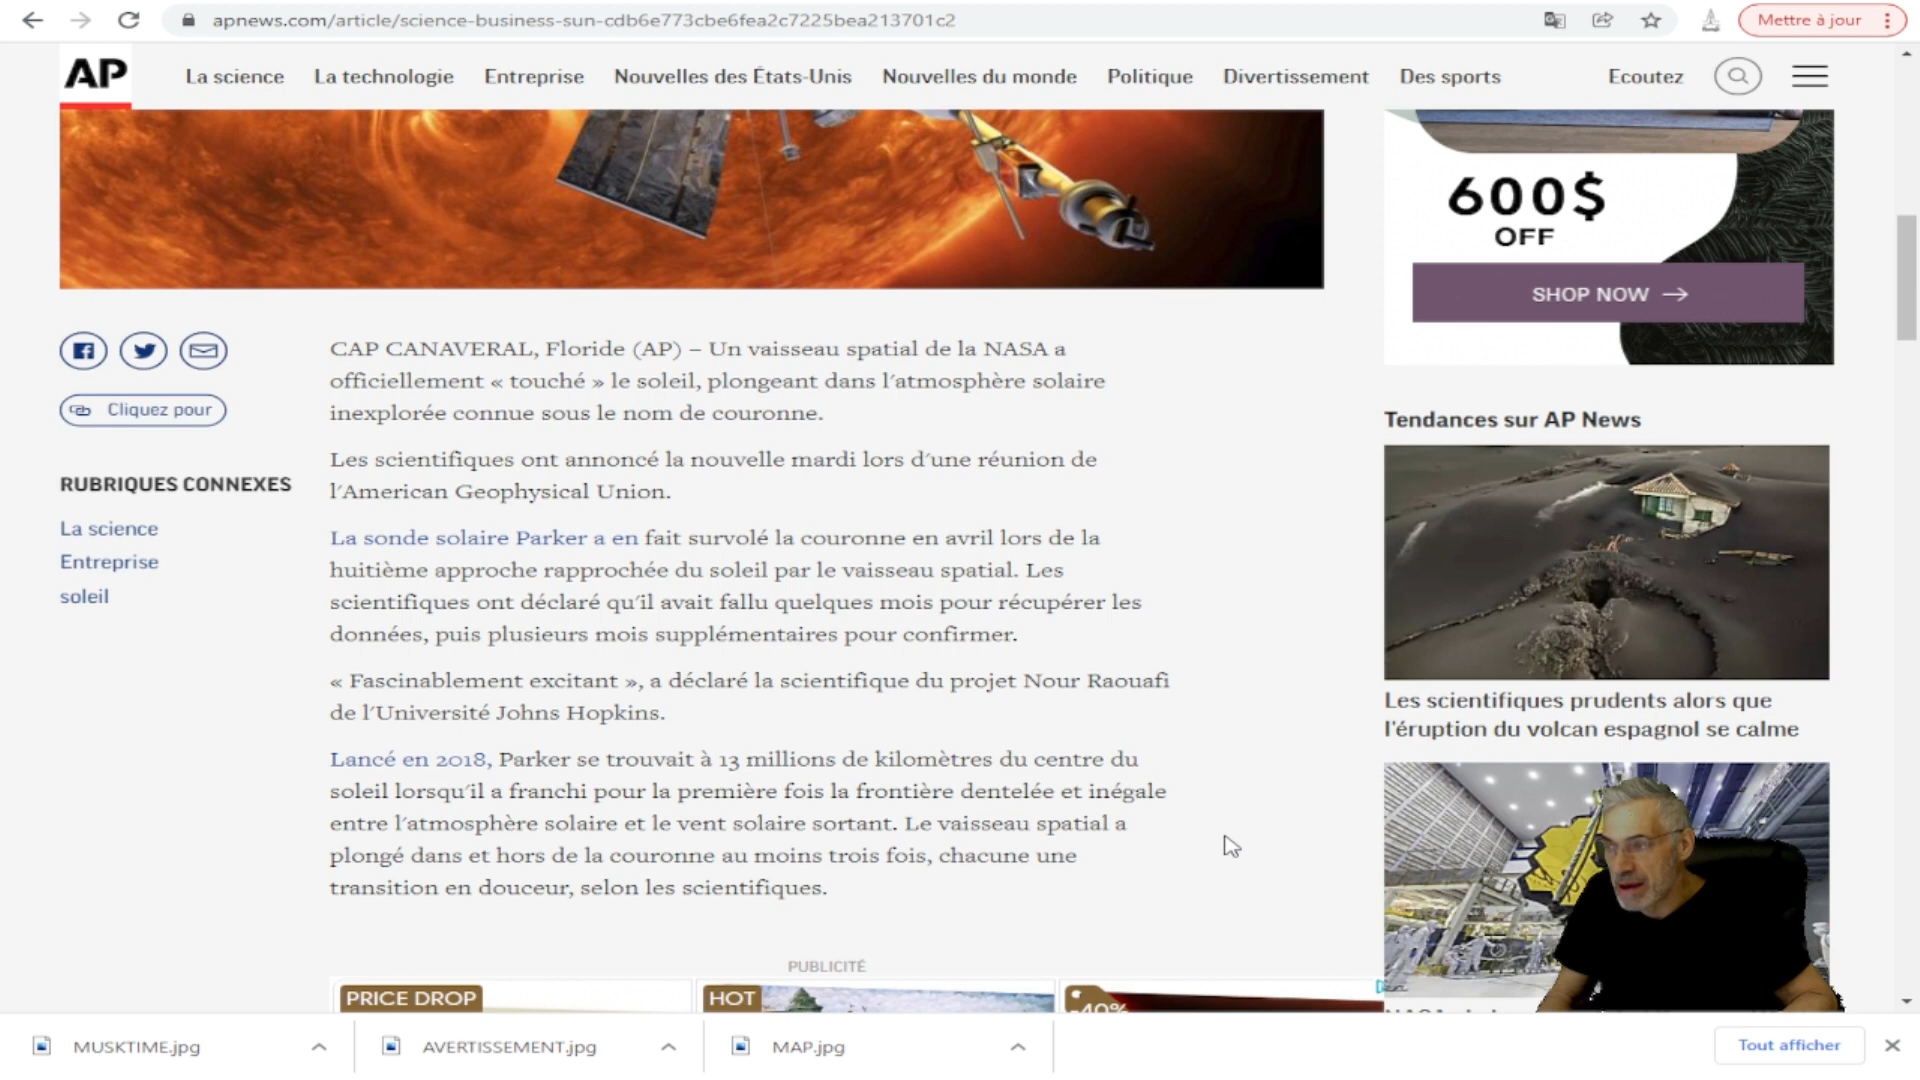 apnews.com/article/science-business-sun-cdb6e773cbe6fea2c7225bea213701c2
Mettre à jour
AP
La science
La technologie
Entreprise
Nouvelles des États-Unis
Nouvelles du monde
Politique
Divertissement
Des sports
Ecoutez
600$
OFF
SHOP NOW →
Cliquez pour
RUBRIQUES CONNEXES
La science
Entreprise
soleil
CAP CANAVERAL, Floride (AP) – Un vaisseau spatial de la NASA a
officiellement « touché » le soleil, plongeant dans l'atmosphère solaire
inexplorée connue sous le nom de couronne.
Les scientifiques ont annoncé la nouvelle mardi lors d'une réunion de
l'American Geophysical Union.
La sonde solaire Parker a en fait survolé la couronne en avril lors de la
huitième approche rapprochée du soleil par le vaisseau spatial. Les
scientifiques ont déclaré qu'il avait fallu quelques mois pour récupérer les
données, puis plusieurs mois supplémentaires pour confirmer.
« Fascinablement excitant », a déclaré la scientifique du projet Nour Raouafi
de l'Université Johns Hopkins.
Lancé en 2018, Parker se trouvait à 13 millions de kilomètres du centre du
soleil lorsqu'il a franchi pour la première fois la frontière dentelée et inégale
entre l'atmosphère solaire et le vent solaire sortant. Le vaisseau spatial a
plongé dans et hors de la couronne au moins trois fois, chacune une
transition en douceur, selon les scientifiques.
Tendances sur AP News
Les scientifiques prudents alors que
l'éruption du volcan espagnol se calme
PUBLICITÉ
PRICE DROP
HOT
-40%
MUSKTIME.jpg
AVERTISSEMENT.jpg
MAP.jpg
Tout afficher